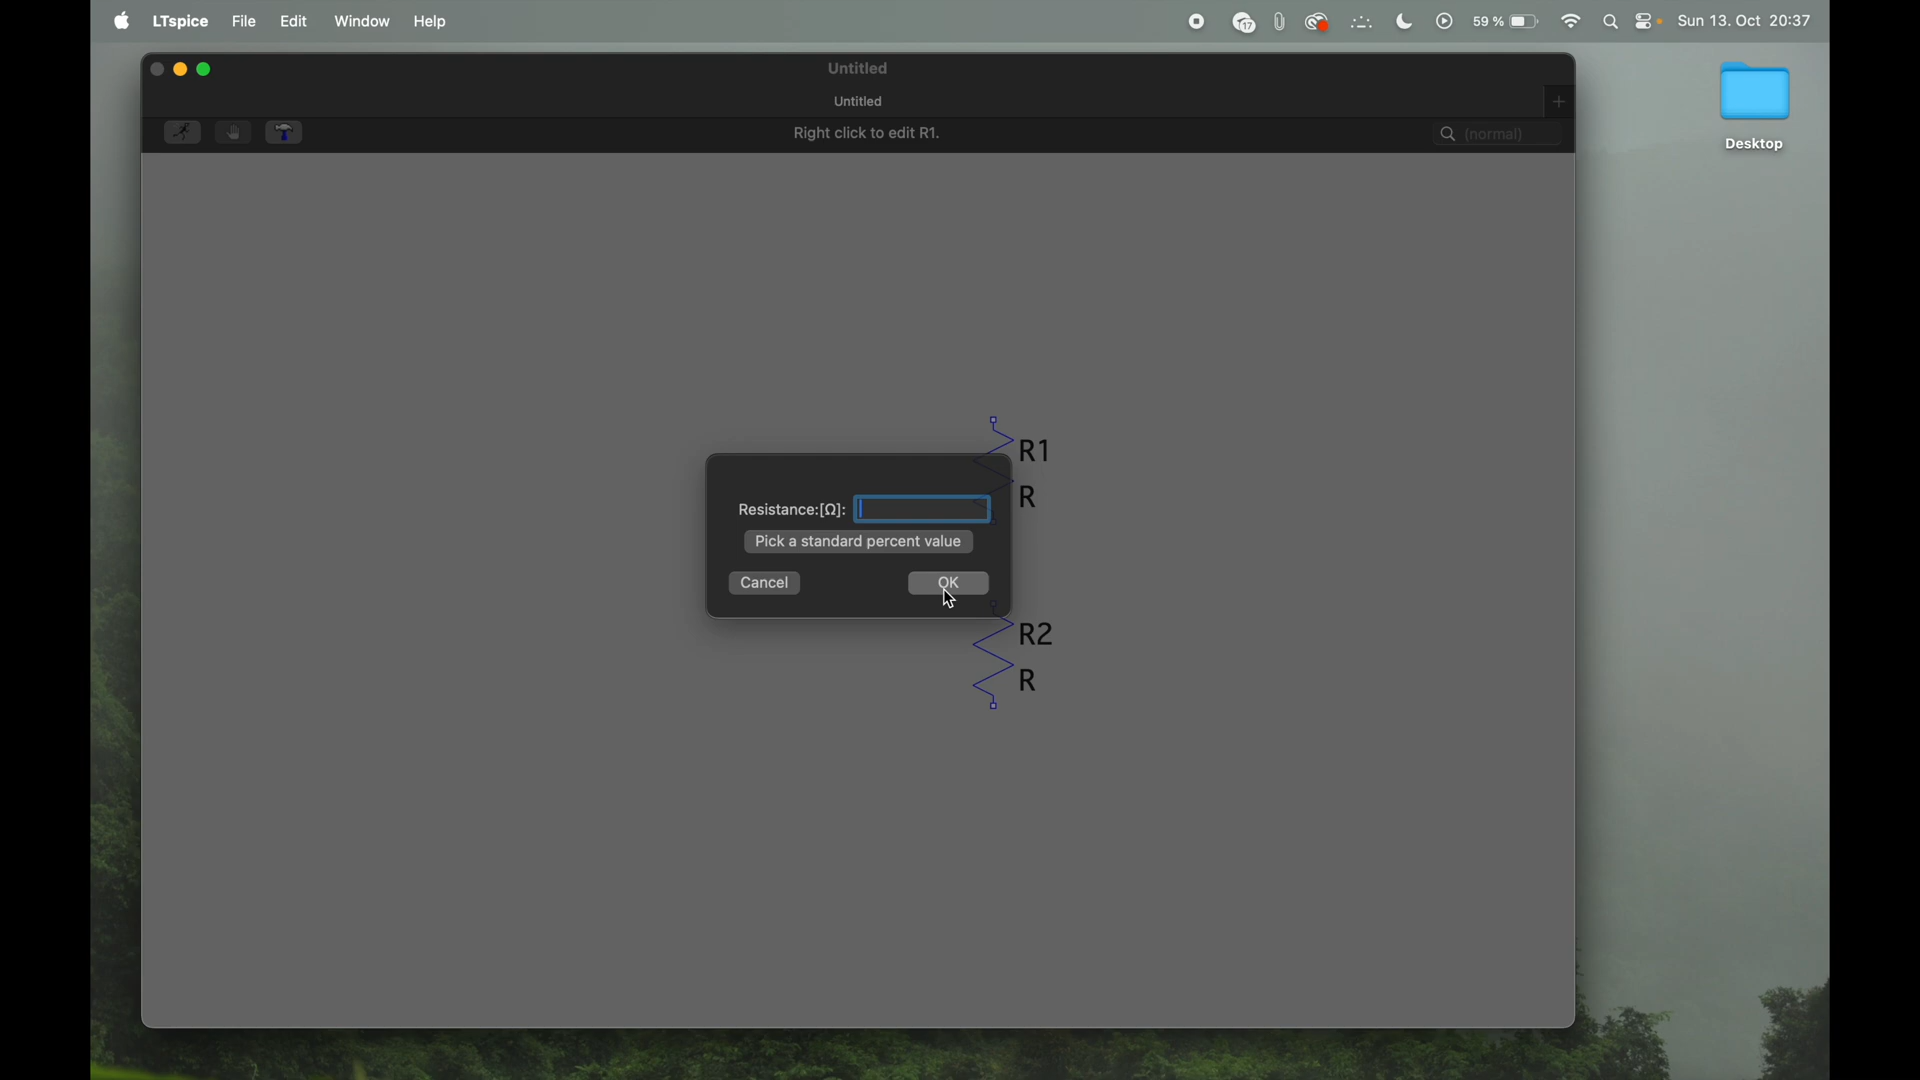 LTspice File Edit Window Help 17 59 % Sun 13. Oct 20:37
Untitled
Untitled
Right click to edit R1.
(normal)
Desktop
R1
R
Resistance:[Ω]:
Pick a standard percent value
Cancel OK
R2
R